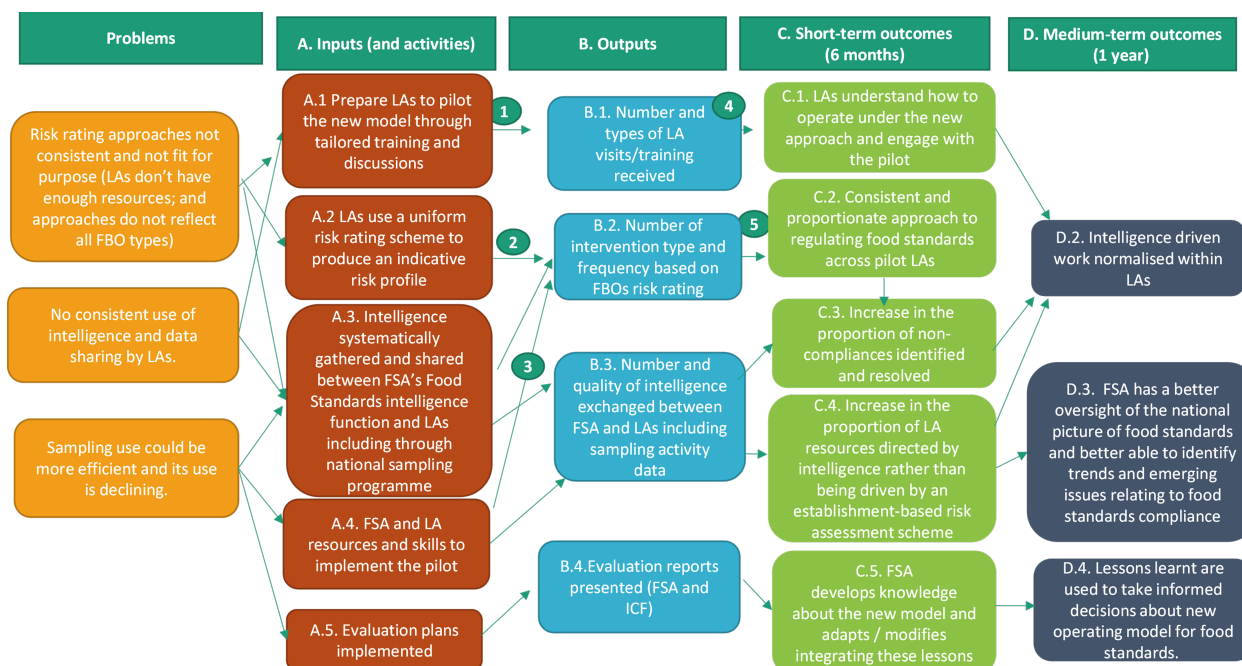 Problems
A. Inputs (and activities)
B. Outputs
C. Short-term outcomes
(6 months)
D. Medium-term outcomes
(1 year)
Risk rating approaches not
consistent and not fit for
purpose (LAs don't have
enough resources; and
approaches do not reflect
all FBO types)
No consistent use of
intelligence and data
sharing by LAs.
Sampling use could be
more efficient and its use
is declining.
A.1 Prepare LAs to pilot
the new model through
tailored training and
discussions
1
A.2 LAs use a uniform
risk rating scheme to
produce an indicative
risk profile
2
A.3. Intelligence
systematically
gathered and shared
between FSA's Food
Standards intelligence
function and LAs
including through
national sampling
programme
3
A.4. FSA and LA
resources and skills to
implement the pilot
A.5. Evaluation plans
implemented
B.1. Number and
types of LA
visits/training
received
4
B.2. Number of
intervention type and
frequency based on
FBOs risk rating
5
B.3. Number and
quality of intelligence
exchanged between
FSA and LAs including
sampling activity
data
B.4.Evaluation reports
presented (FSA and
ICF)
C.1. LAs understand how to
operate under the new
approach and engage with
the pilot
C.2. Consistent and
proportionate approach to
regulating food standards
across pilot LAs
C.3. Increase in the
proportion of non-
compliances identified
and resolved
C.4. Increase in the
proportion of LA
resources directed by
intelligence rather than
being driven by an
establishment-based risk
assessment scheme
C.5. FSA
develops knowledge
about the new model and
adapts / modifies
integrating these lessons
D.2. Intelligence driven
work normalised within
LAs
D.3. FSA has a better
oversight of the national
picture of food standards
and better able to identify
trends and emerging
issues relating to food
standards compliance
D.4. Lessons learnt are
used to take informed
decisions about new
operating model for food
standards.